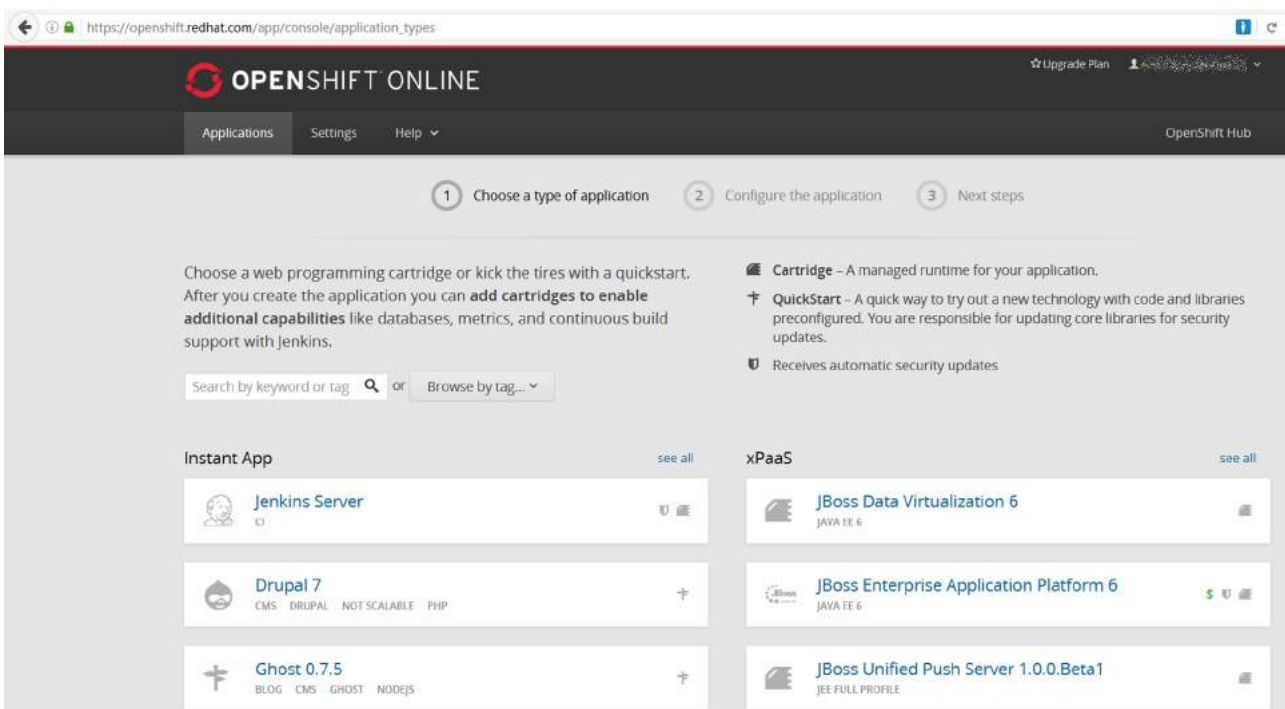 https://openshift.redhat.com/app/console/application_types
OPENSHIFT ONLINE
Upgrade Plan
Applications Settings Help
OpenShift Hub
1 Choose a type of application 2 Configure the application 3 Next steps
Choose a web programming cartridge or kick the tires with a quickstart.
After you create the application you can add cartridges to enable
additional capabilities like databases, metrics, and continuous build
support with Jenkins.
Search by keyword or tag or Browse by tag...
Cartridge – A managed runtime for your application.
QuickStart – A quick way to try out a new technology with code and libraries
preconfigured. You are responsible for updating core libraries for security
updates.
Receives automatic security updates
Instant App see all
Jenkins Server
CI
Drupal 7
CMS DRUPAL NOT SCALABLE PHP
Ghost 0.7.5
BLOG CMS GHOST NODEJS
xPaaS see all
JBoss Data Virtualization 6
JAVA EE 6
JBoss Enterprise Application Platform 6
JAVA EE 6
$
JBoss Unified Push Server 1.0.0.Beta1
JEE FULL PROFILE